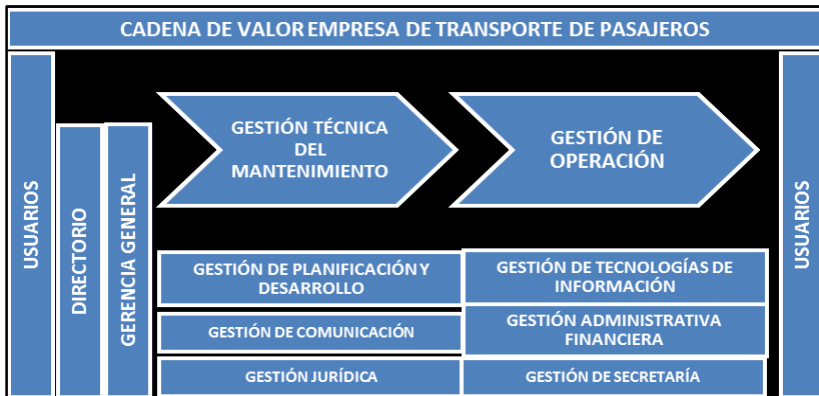 CADENA DE VALOR EMPRESA DE TRANSPORTE DE PASAJEROS
USUARIOS
DIRECTORIO
GERENCIA GENERAL
GESTIÓN TÉCNICA
DEL
MANTENIMIENTO
GESTIÓN DE
OPERACIÓN
GESTIÓN DE PLANIFICACIÓN Y
DESARROLLO
GESTIÓN DE TECNOLOGÍAS DE
INFORMACIÓN
GESTIÓN DE COMUNICACIÓN
GESTIÓN ADMINISTRATIVA
FINANCIERA
GESTIÓN JURÍDICA
GESTIÓN DE SECRETARÍA
USUARIOS